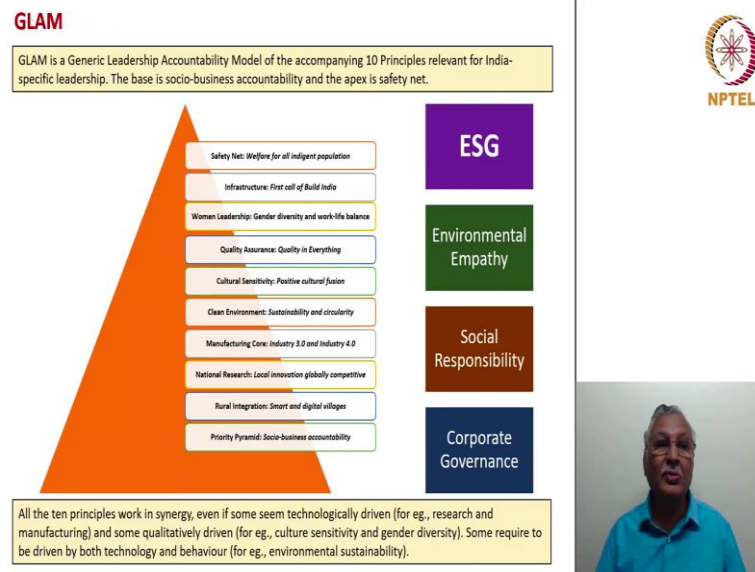 GLAM
GLAM is a Generic Leadership Accountability Model of the accompanying 10 Principles relevant for India-
specific leadership. The base is socio-business accountability and the apex is safety net.
Safety Net: Welfare for all indigent population
Infrastructure: First call of Build India
Women Leadership: Gender diversity and work-life balance
Quality Assurance: Quality in Everything
Cultural Sensitivity: Positive cultural fusion
Clean Environment: Sustainability and circularity
Manufacturing Core: Industry 3.0 and Industry 4.0
National Research: Local innovation globally competitive
Rural Integration: Smart and digital villages
Priority Pyramid: Socio-business accountability
ESG
Environmental
Empathy
Social
Responsibility
Corporate
Governance
All the ten principles work in synergy, even if some seem technologically driven (for eg., research and
manufacturing) and some qualitatively driven (for eg., culture sensitivity and gender diversity). Some require to
be driven by both technology and behaviour (for eg., environmental sustainability).
NPTEL